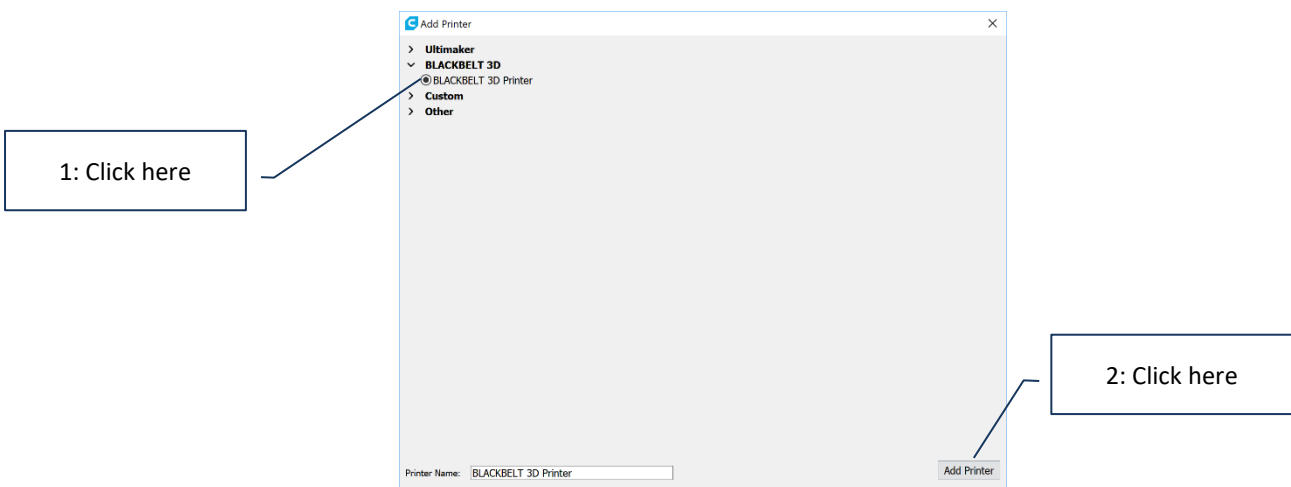 Add Printer
Ultimaker
BLACKBELT 3D
BLACKBELT 3D Printer
Custom
Other
1: Click here
2: Click here
Printer Name: BLACKBELT 3D Printer
Add Printer